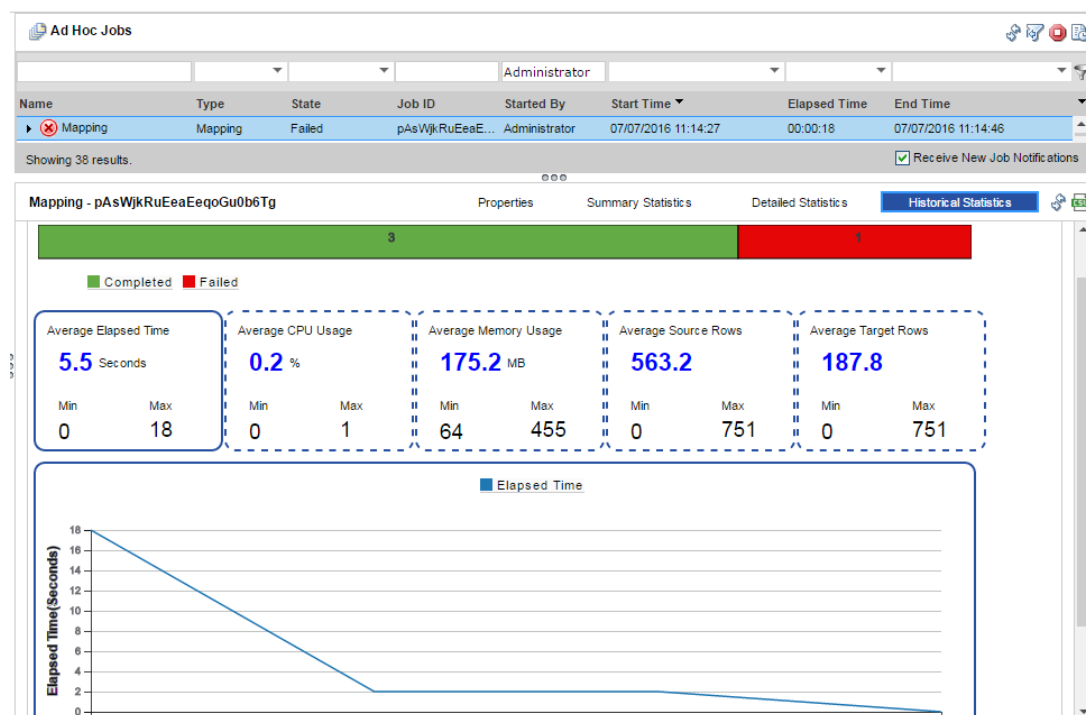 Ad Hoc Jobs
Administrator
Name Type State Job ID Started By Start Time Elapsed Time End Time
Mapping Mapping Failed pAsWjkRuEeaE... Administrator 07/07/2016 11:14:27 00:00:18 07/07/2016 11:14:46
Showing 38 results. Receive New Job Notifications
Mapping - pAsWjkRuEeaEeqoGu0b6Tg Properties Summary Statistics Detailed Statistics Historical Statistics
3 1
Completed Failed
Average Elapsed Time Average CPU Usage Average Memory Usage Average Source Rows Average Target Rows
5.5 Seconds 0.2 % 175.2 MB 563.2 187.8
Min Max Min Max Min Max Min Max Min Max
0 18 0 1 64 455 0 751 0 751
Elapsed Time
Elapsed Time(Seconds)
18
16
14
12
10
8
6
4
2
0